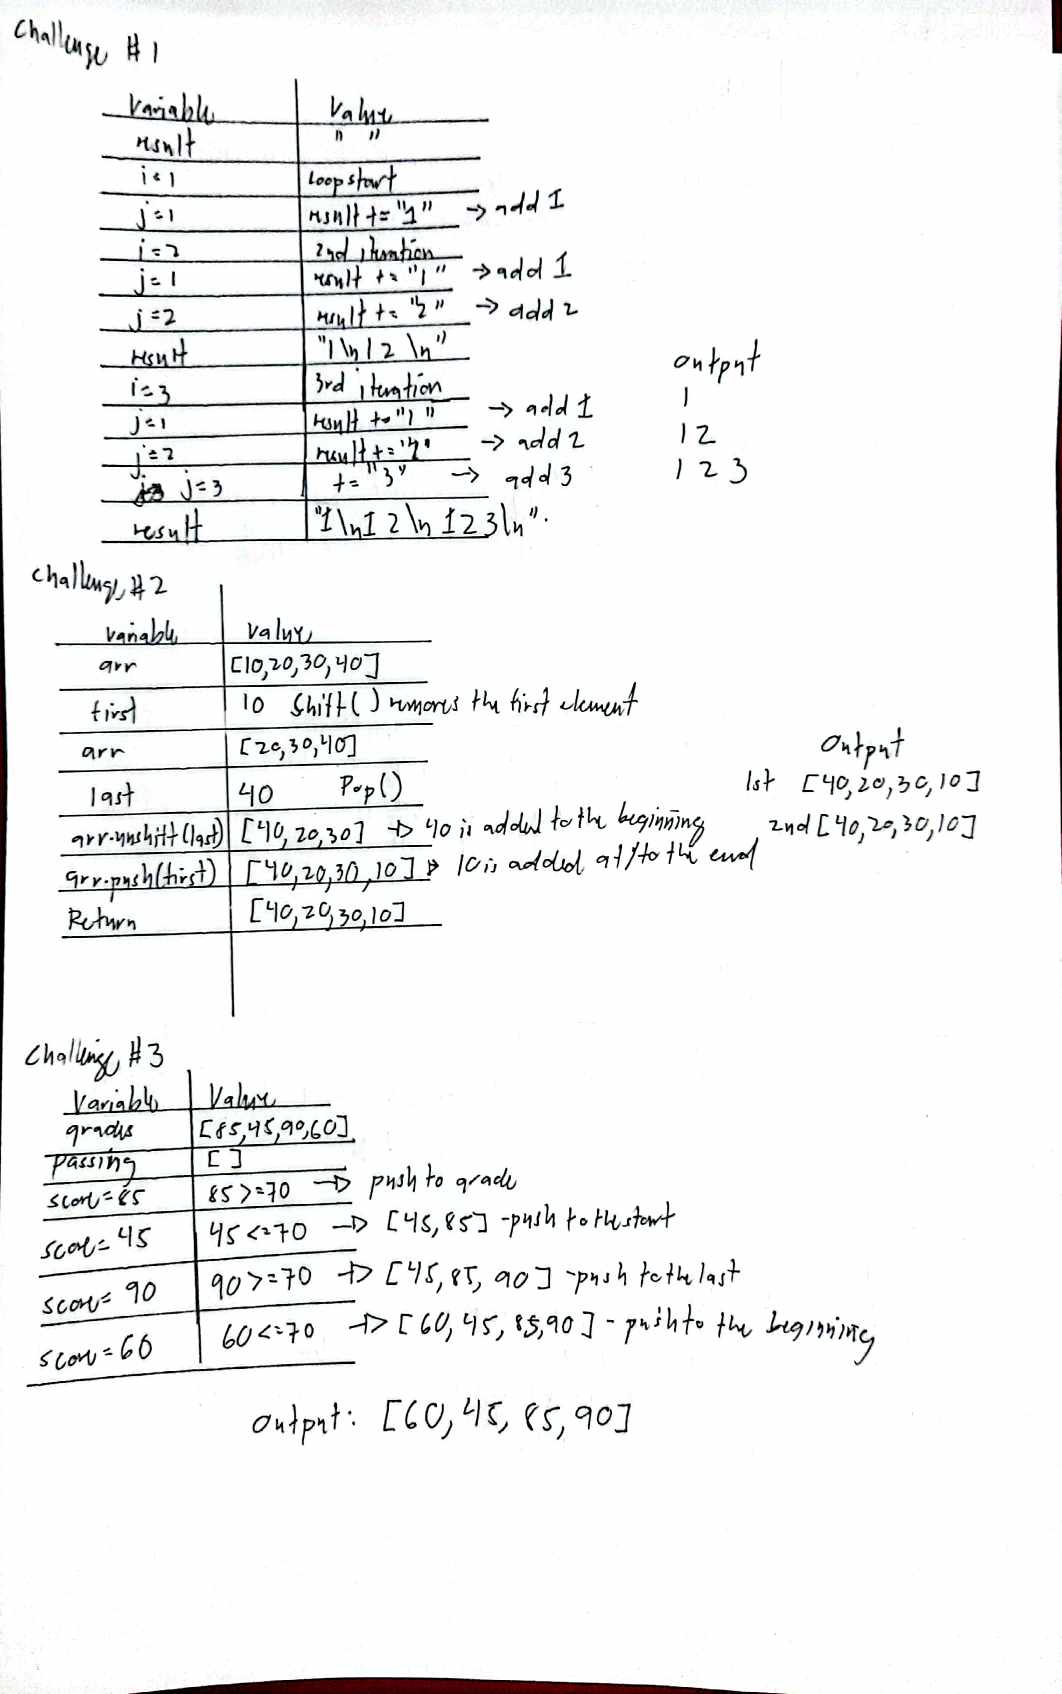 Challenge #1
Variable Value
result " "
i=1 Loop start
j=1 result += "1" → add 1
i=2 2nd iteration
j=1 result += "1" → add 1
j=2 result += "2" → add 2
result "1\n12\n"
output
i=3 3rd iteration
1
j=1 result += "1" → add 1
12
j=2 result += "2" → add 2
123
j=3 += "3" → add 3
result "1\n12\n123\n".
Challenge #2
Variable Value
arr [10,20,30,40]
first 10 Shift() removes the first element
arr [20,30,40]
Output
last 40 Pop()
1st [40,20,30,10]
arr.unshift(last) [40,20,30] → 40 is added to the beginning
2nd [40,20,30,10]
arr.push(first) [40,20,30,10] → 10 is added at/to the end
Return [40,20,30,10]
Challenge #3
Variable Value
grades [85,45,90,60]
passing [ ]
score=85 85>=70 → push to grade
score=45 45<=70 → [45,85] -push to the start
score=90 90>=70 → [45,85,90] -push to the last
score=60 60<=70 → [60,45,85,90] - push to the beginning
output: [60,45,85,90]